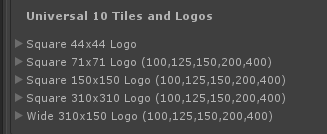 Universal 10 Tiles and Logos
Square 44x44 Logo
Square 71x71 Logo (100,125,150,200,400)
Square 150x150 Logo (100,125,150,200,400)
Square 310x310 Logo (100,125,150,200,400)
Wide 310x150 Logo (100,125,150,200,400)